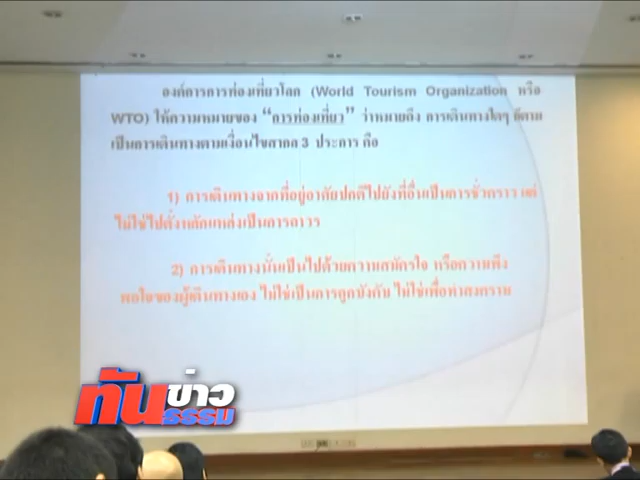 องค์การการท่องเที่ยวโลก (World Tourism Organization หรือ
WTO) ให้ความหมายของ “การท่องเที่ยว” ว่าหมายถึง การเดินทางใดๆ ก็ตาม
เป็นการเดินทางตามเงื่อนไขสากล 3 ประการ คือ
1) การเดินทางจากที่อยู่อาศัยปกติไปยังที่อื่นเป็นการชั่วคราว แต่
ไม่ใช่ไปตั้งหลักแหล่งเป็นการถาวร
2) การเดินทางนั้นเป็นไปด้วยความสมัครใจ หรือความพึง
พอใจของผู้เดินทางเอง ไม่ใช่เป็นการถูกบังคับ ไม่ใช่เพื่อทำสงคราม
ทันข่าว
ธรรม